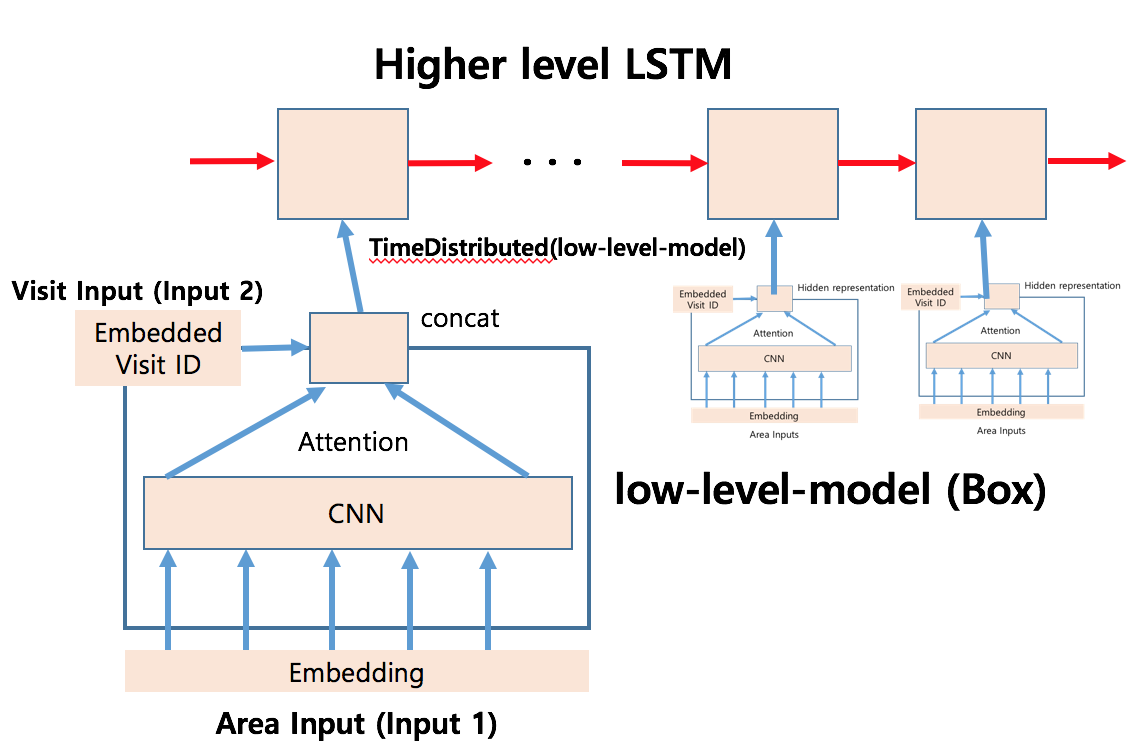 Higher level LSTM
. . .
TimeDistributed(low-level-model)
Visit Input (Input 2)
Embedded
Visit ID
concat
Attention
CNN
Embedding
Area Input (Input 1)
Embedded
Visit ID
Hidden representation
Attention
CNN
Embedding
Area Inputs
Embedded
Visit ID
Hidden representation
Attention
CNN
Embedding
Area Inputs
low-level-model (Box)